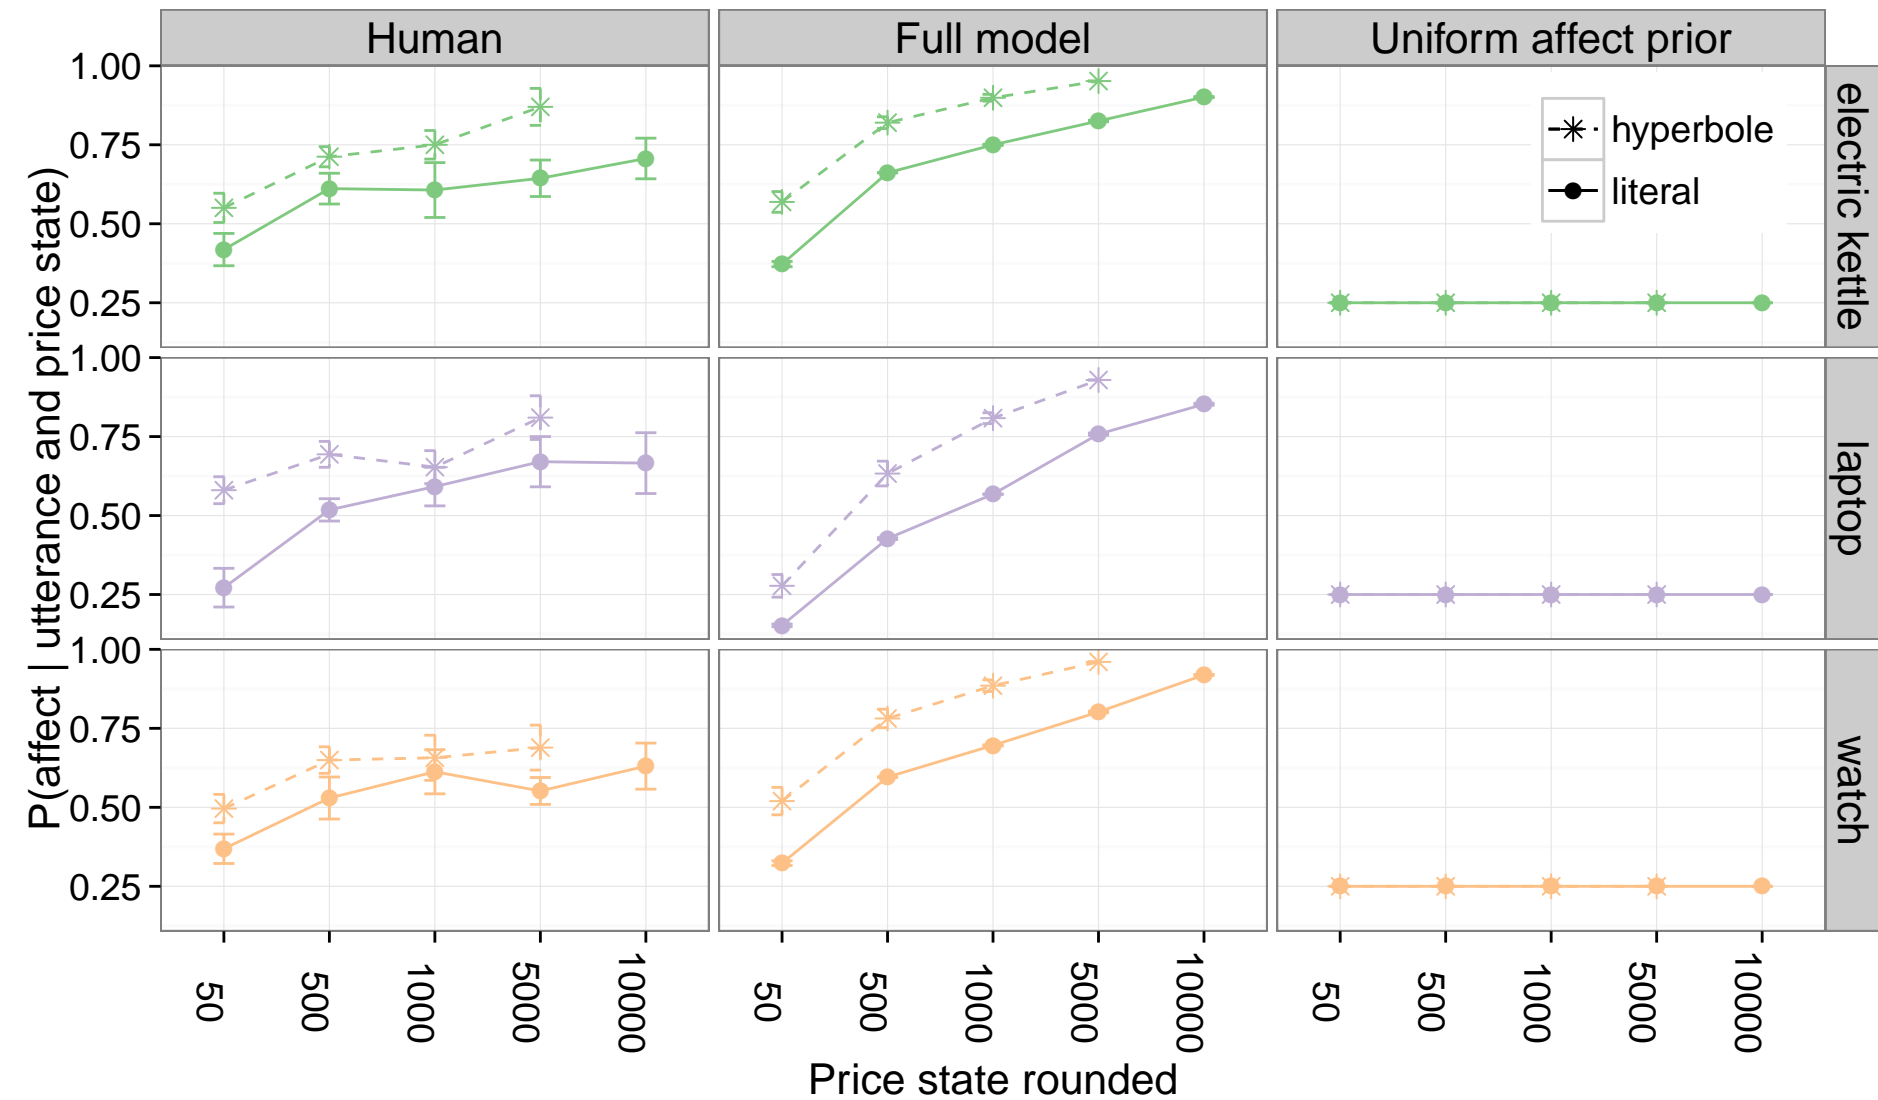 Human
Full model
Uniform affect prior
1.00
0.75
0.50
0.25
hyperbole
literal
electric kettle
1.00
0.75
0.50
0.25
laptop
1.00
0.75
0.50
0.25
watch
P(affect | utterance and price state)
50 500 1000 5000 10000
50 500 1000 5000 10000
50 500 1000 5000 10000
Price state rounded